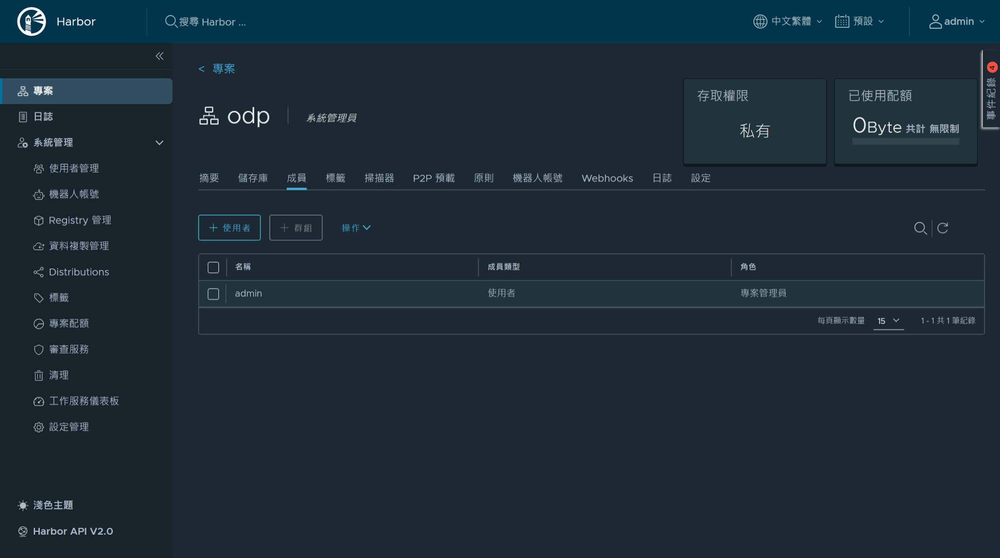 Harbor
搜尋 Harbor ...
中文繁體
預設
admin
專案
日誌
系統管理
使用者管理
機器人帳號
Registry 管理
資料複製管理
Distributions
標籤
專案配額
審查服務
清理
工作服務儀表板
設定管理
淺色主題
Harbor API V2.0
< 專案
odp
系統管理員
存取權限
私有
已使用配額
0Byte 共計 無限制
事件紀錄 4
摘要 儲存庫 成員 標籤 掃描器 P2P 預載 原則 機器人帳號 Webhooks 日誌 設定
+ 使用者
+ 群組
操作
名稱 成員類型 角色
admin 使用者 專案管理員
每頁顯示數量 15 1 - 1 共 1 筆紀錄